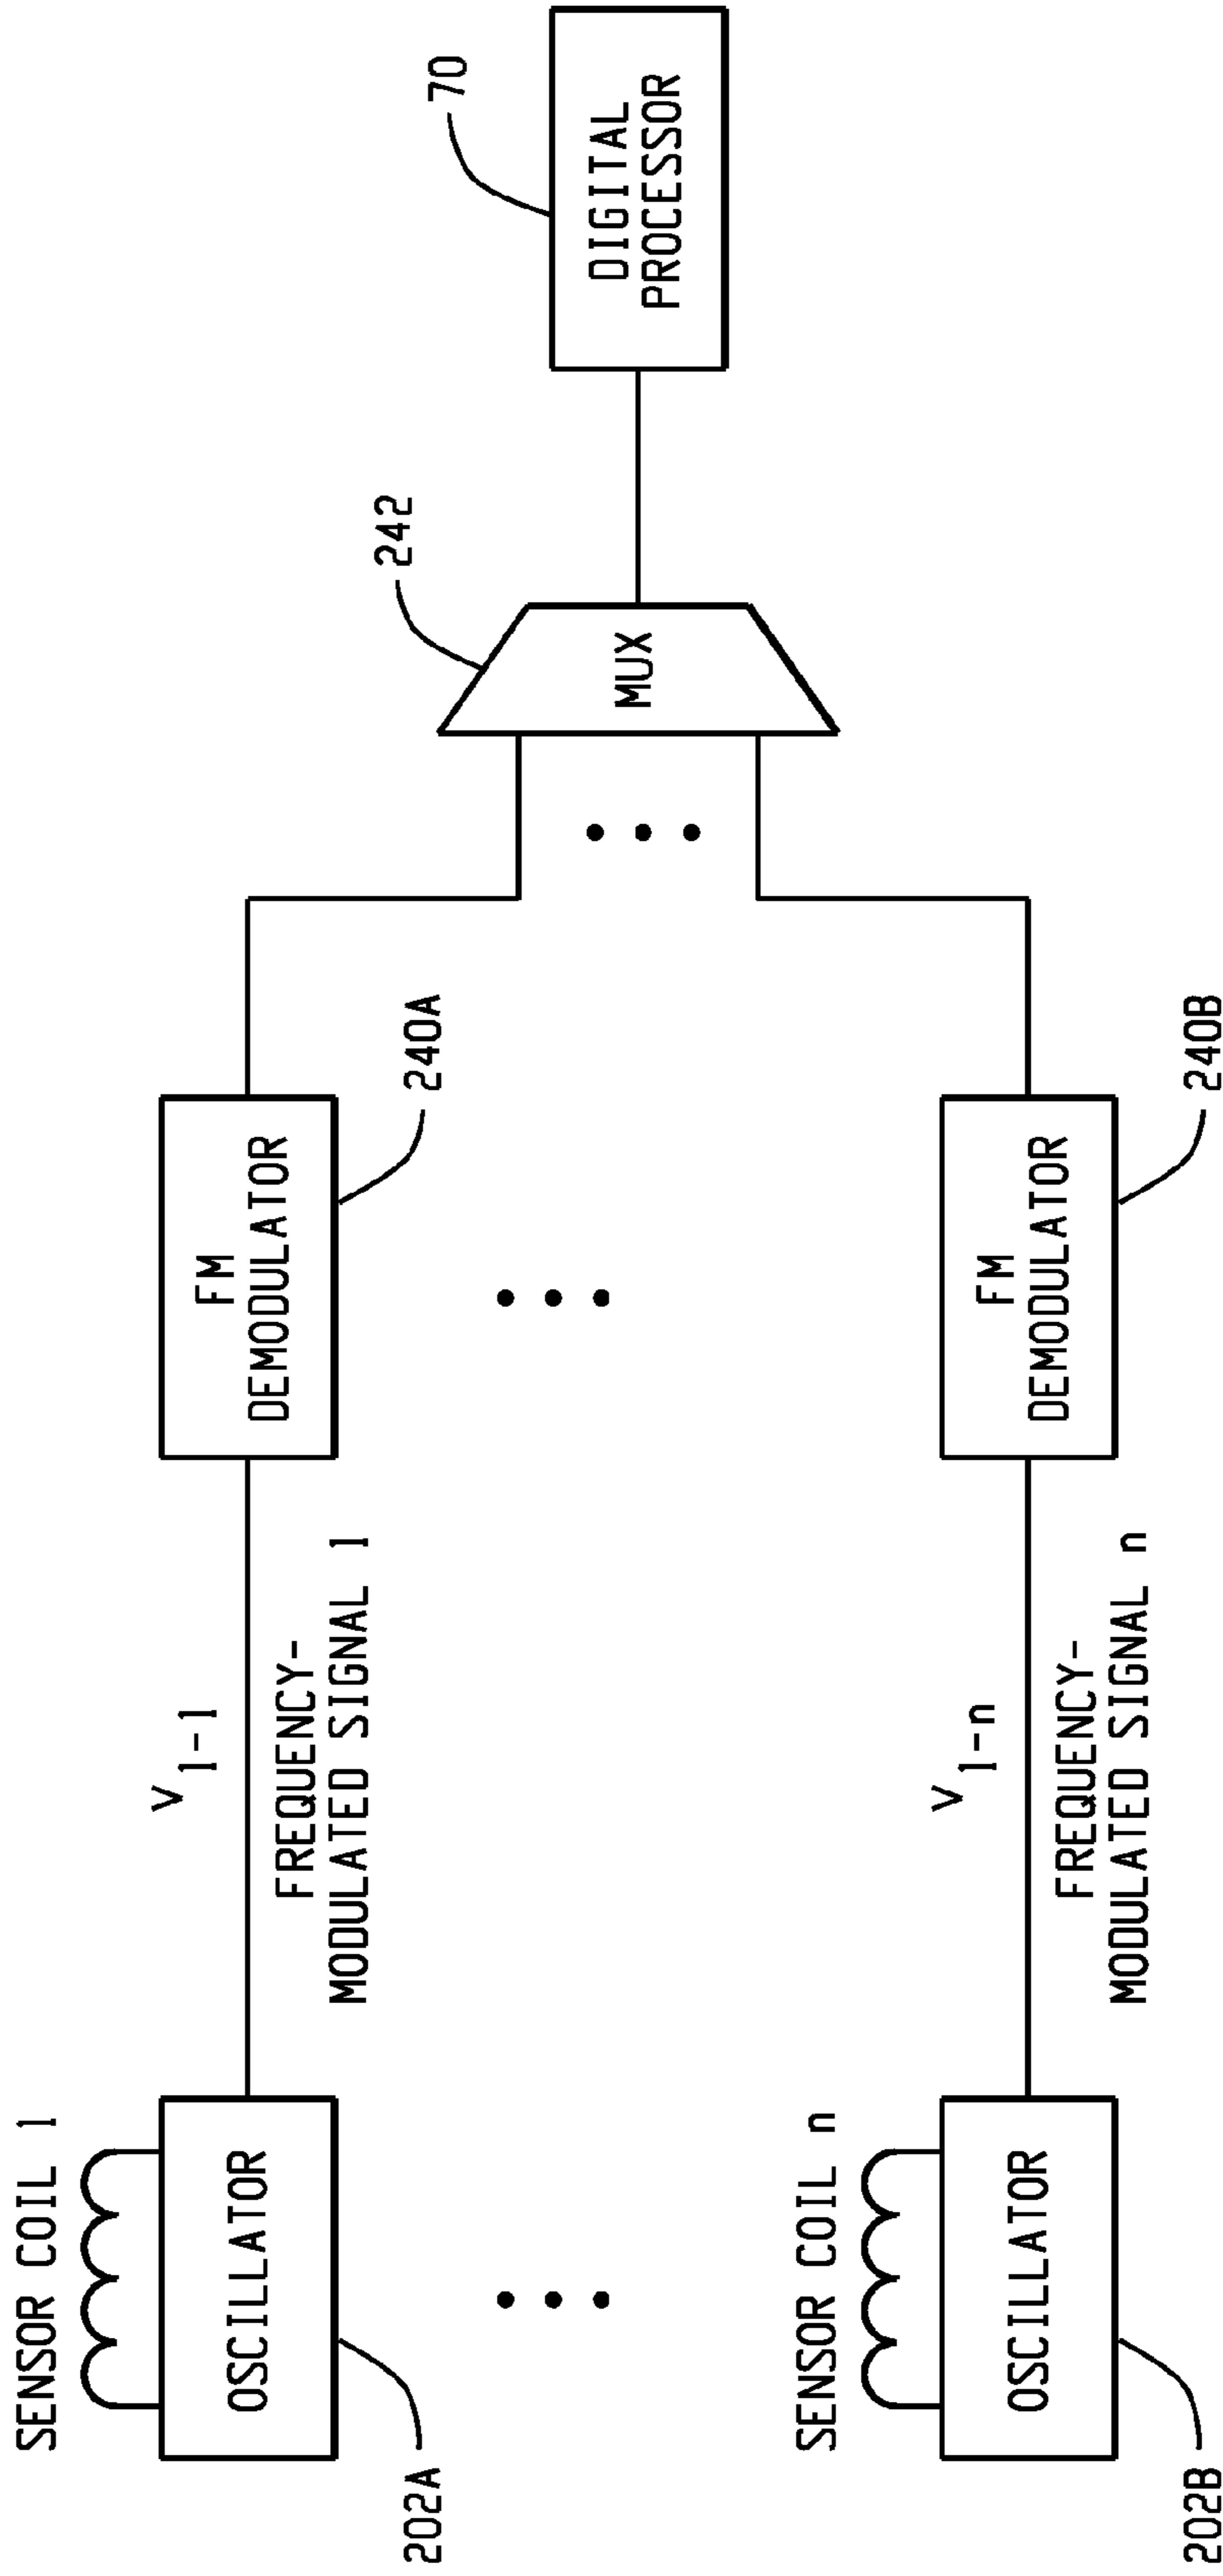 SENSOR COIL 1
OSCILLATOR
202A
V1-1
FREQUENCY-
MODULATED SIGNAL 1
FM
DEMODULATOR
240A
SENSOR COIL n
OSCILLATOR
202B
V1-n
FREQUENCY-
MODULATED SIGNAL n
FM
DEMODULATOR
240B
242
MUX
70
DIGITAL
PROCESSOR